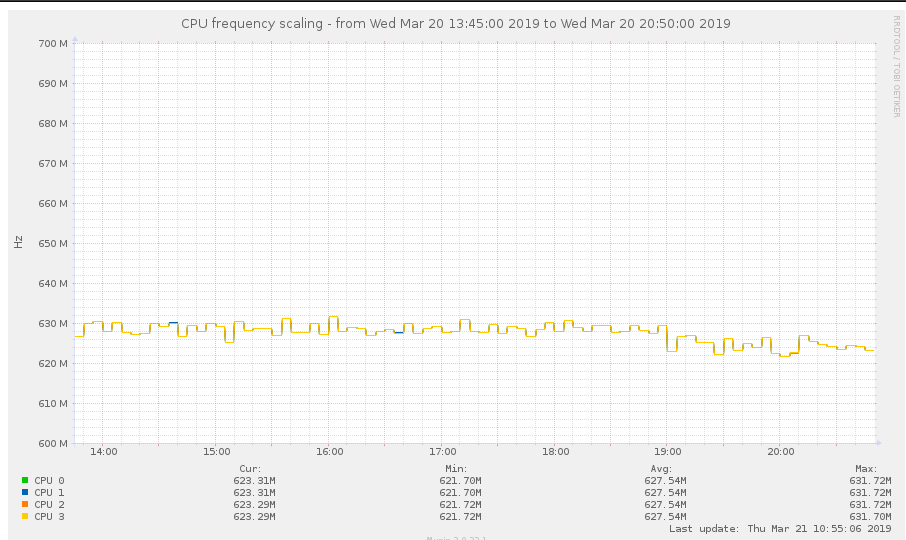 CPU frequency scaling - from Wed Mar 20 13:45:00 2019 to Wed Mar 20 20:50:00 2019
RRDTOOL / TOBI OETIKER
Hz
700 M
690 M
680 M
670 M
660 M
650 M
640 M
630 M
620 M
610 M
600 M
14:00 15:00 16:00 17:00 18:00 19:00 20:00
Cur: Min: Avg: Max:
CPU 0 623.31M 621.70M 627.54M 631.72M
CPU 1 623.31M 621.70M 627.54M 631.72M
CPU 2 623.29M 621.72M 627.54M 631.72M
CPU 3 623.29M 621.72M 627.54M 631.70M
Last update: Thu Mar 21 10:55:06 2019